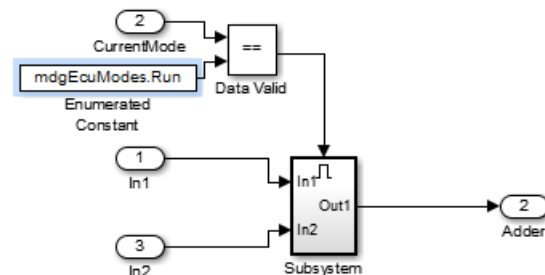 2
CurrentMode
==
mdgEcuModes.Run
Data Valid
Enumerated
Constant
1
In1
In1
Out1
2
Adder
In2
3
In2
Subsystem